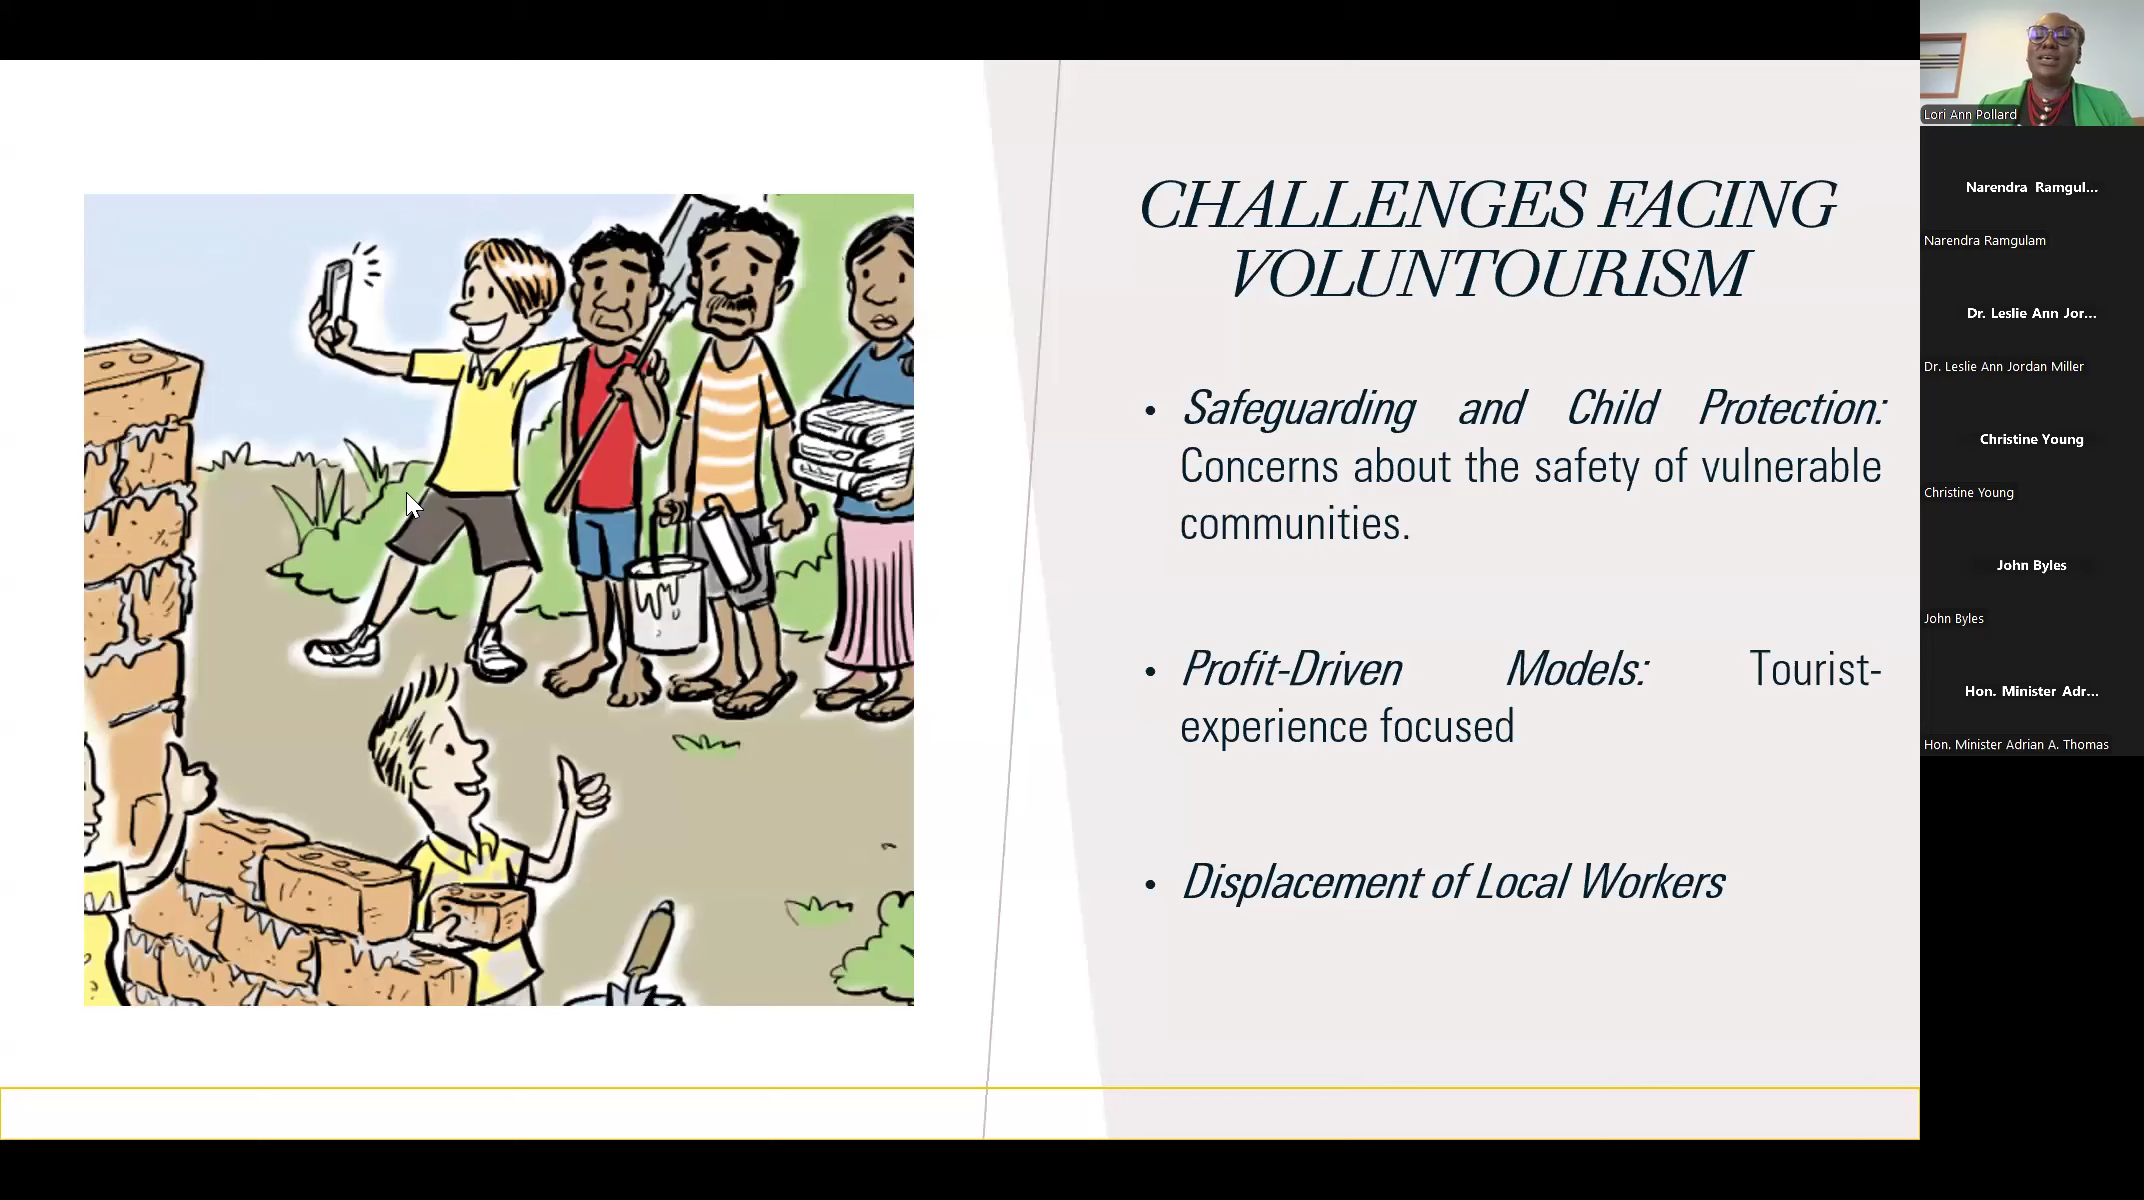 CHALLENGES FACING
VOLUNTOURISM
• Safeguarding and Child Protection:
Concerns about the safety of vulnerable
communities.
• Profit-Driven Models: Tourist-
experience focused
• Displacement of Local Workers
Lori Ann Pollard
Narendra Ramgul...
Narendra Ramgulam
Dr. Leslie Ann Jor...
Dr. Leslie Ann Jordan Miller
Christine Young
Christine Young
John Byles
John Byles
Hon. Minister Adr...
Hon. Minister Adrian A. Thomas